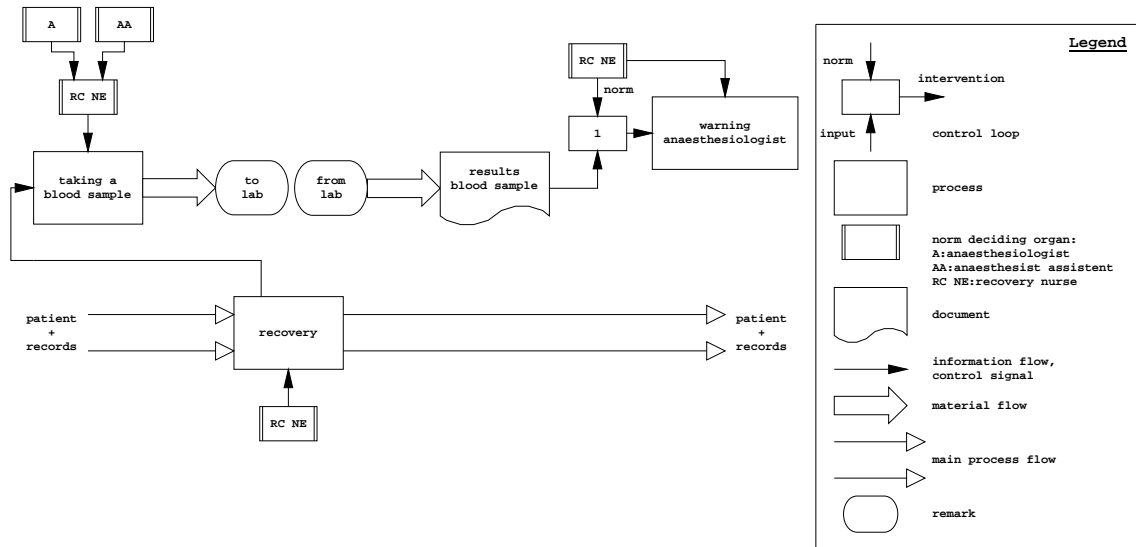 A
AA
RC NE
taking a
blood sample
to
lab
from
lab
results
blood sample
RC NE
norm
1
warning
anaesthesiologist
patient
+
records
recovery
patient
+
records
RC NE
Legend
norm
intervention
input
control loop
process
norm deciding organ:
A:anaesthesiologist
AA:anaesthesist assistent
RC NE:recovery nurse
document
information flow,
control signal
material flow
main process flow
remark